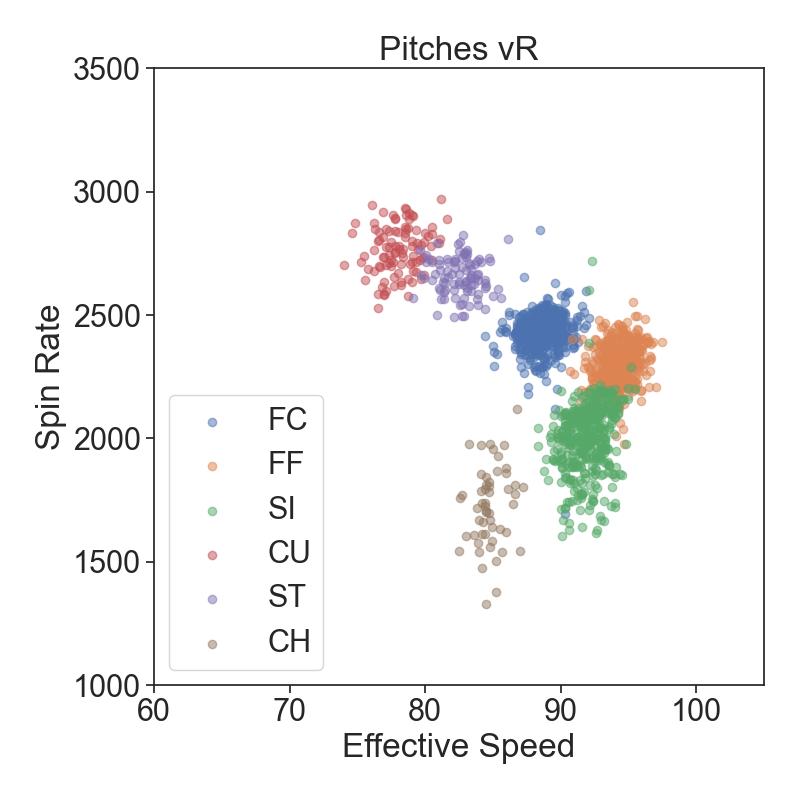 Pitches vR
3500
3000
2500
2000
1500
1000
Spin Rate
FC
FF
SI
CU
ST
CH
60 70 80 90 100
Effective Speed